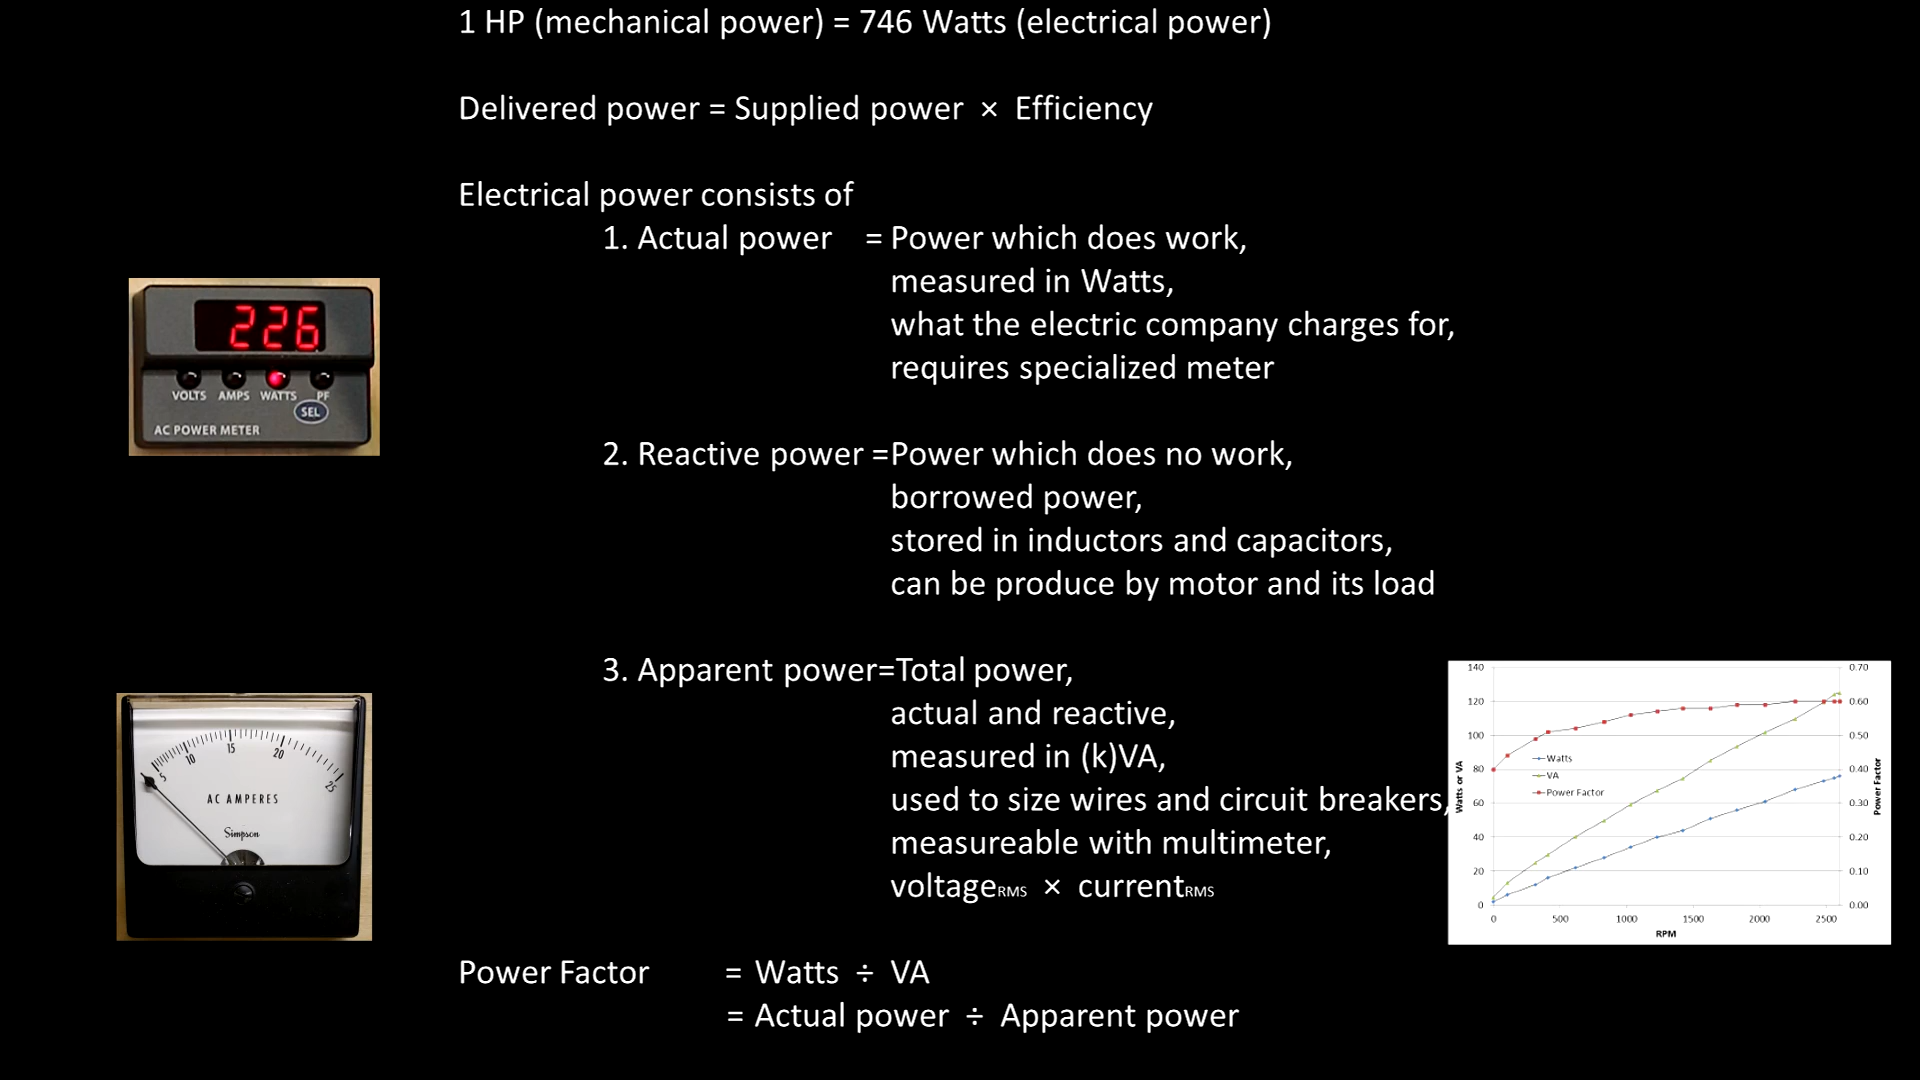 1 HP (mechanical power) = 746 Watts (electrical power)
Delivered power = Supplied power × Efficiency
Electrical power consists of
1. Actual power = Power which does work,
measured in Watts,
what the electric company charges for,
requires specialized meter
226
VOLTS AMPS WATTS PF
SEL
AC POWER METER
2. Reactive power =Power which does no work,
borrowed power,
stored in inductors and capacitors,
can be produce by motor and its load
3. Apparent power=Total power,
actual and reactive,
measured in (k)VA,
used to size wires and circuit breakers,
measureable with multimeter,
voltageRMS × currentRMS
5 10 15 20 25
AC AMPERES
Simpson
140 0.70
120 0.60
100 0.50
80 0.40
60 0.30
40 0.20
20 0.10
0 0.00
Watts or VA
Power Factor
Watts
VA
Power Factor
0 500 1000 1500 2000 2500
RPM
Power Factor = Watts ÷ VA
= Actual power ÷ Apparent power